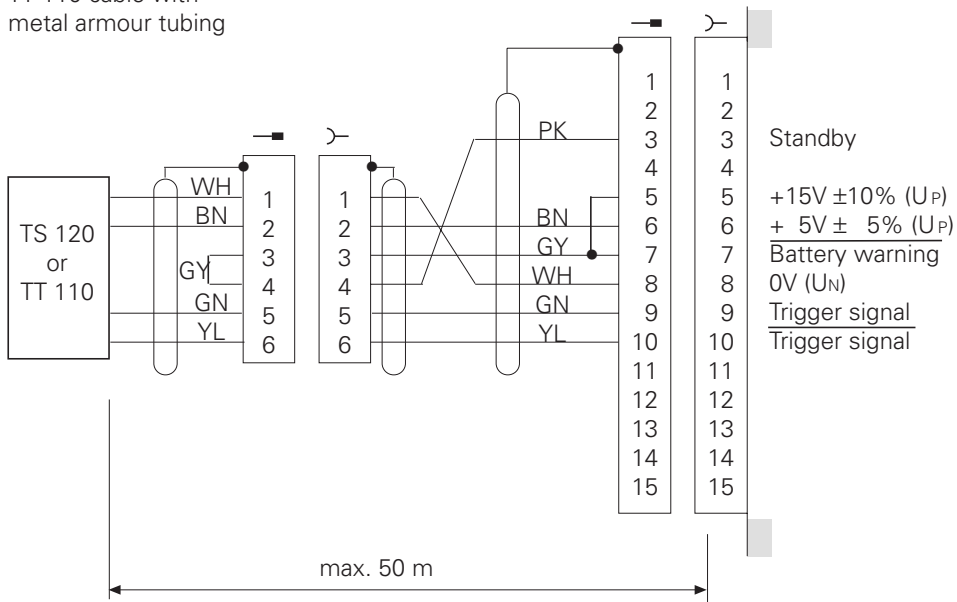 metal armour tubing
TS 120
or
TT 110
WH
BN
GY
GN
YL
1
2
3
4
5
6
1
2
3
4
5
6
PK
BN
GY
WH
GN
YL
1
2
3
4
5
6
7
8
9
10
11
12
13
14
15
1
2
3
4
5
6
7
8
9
10
11
12
13
14
15
Standby
+15V ±10% (UP)
+ 5V ± 5% (UP)
Battery warning
0V (UN)
Trigger signal
Trigger signal
max. 50 m